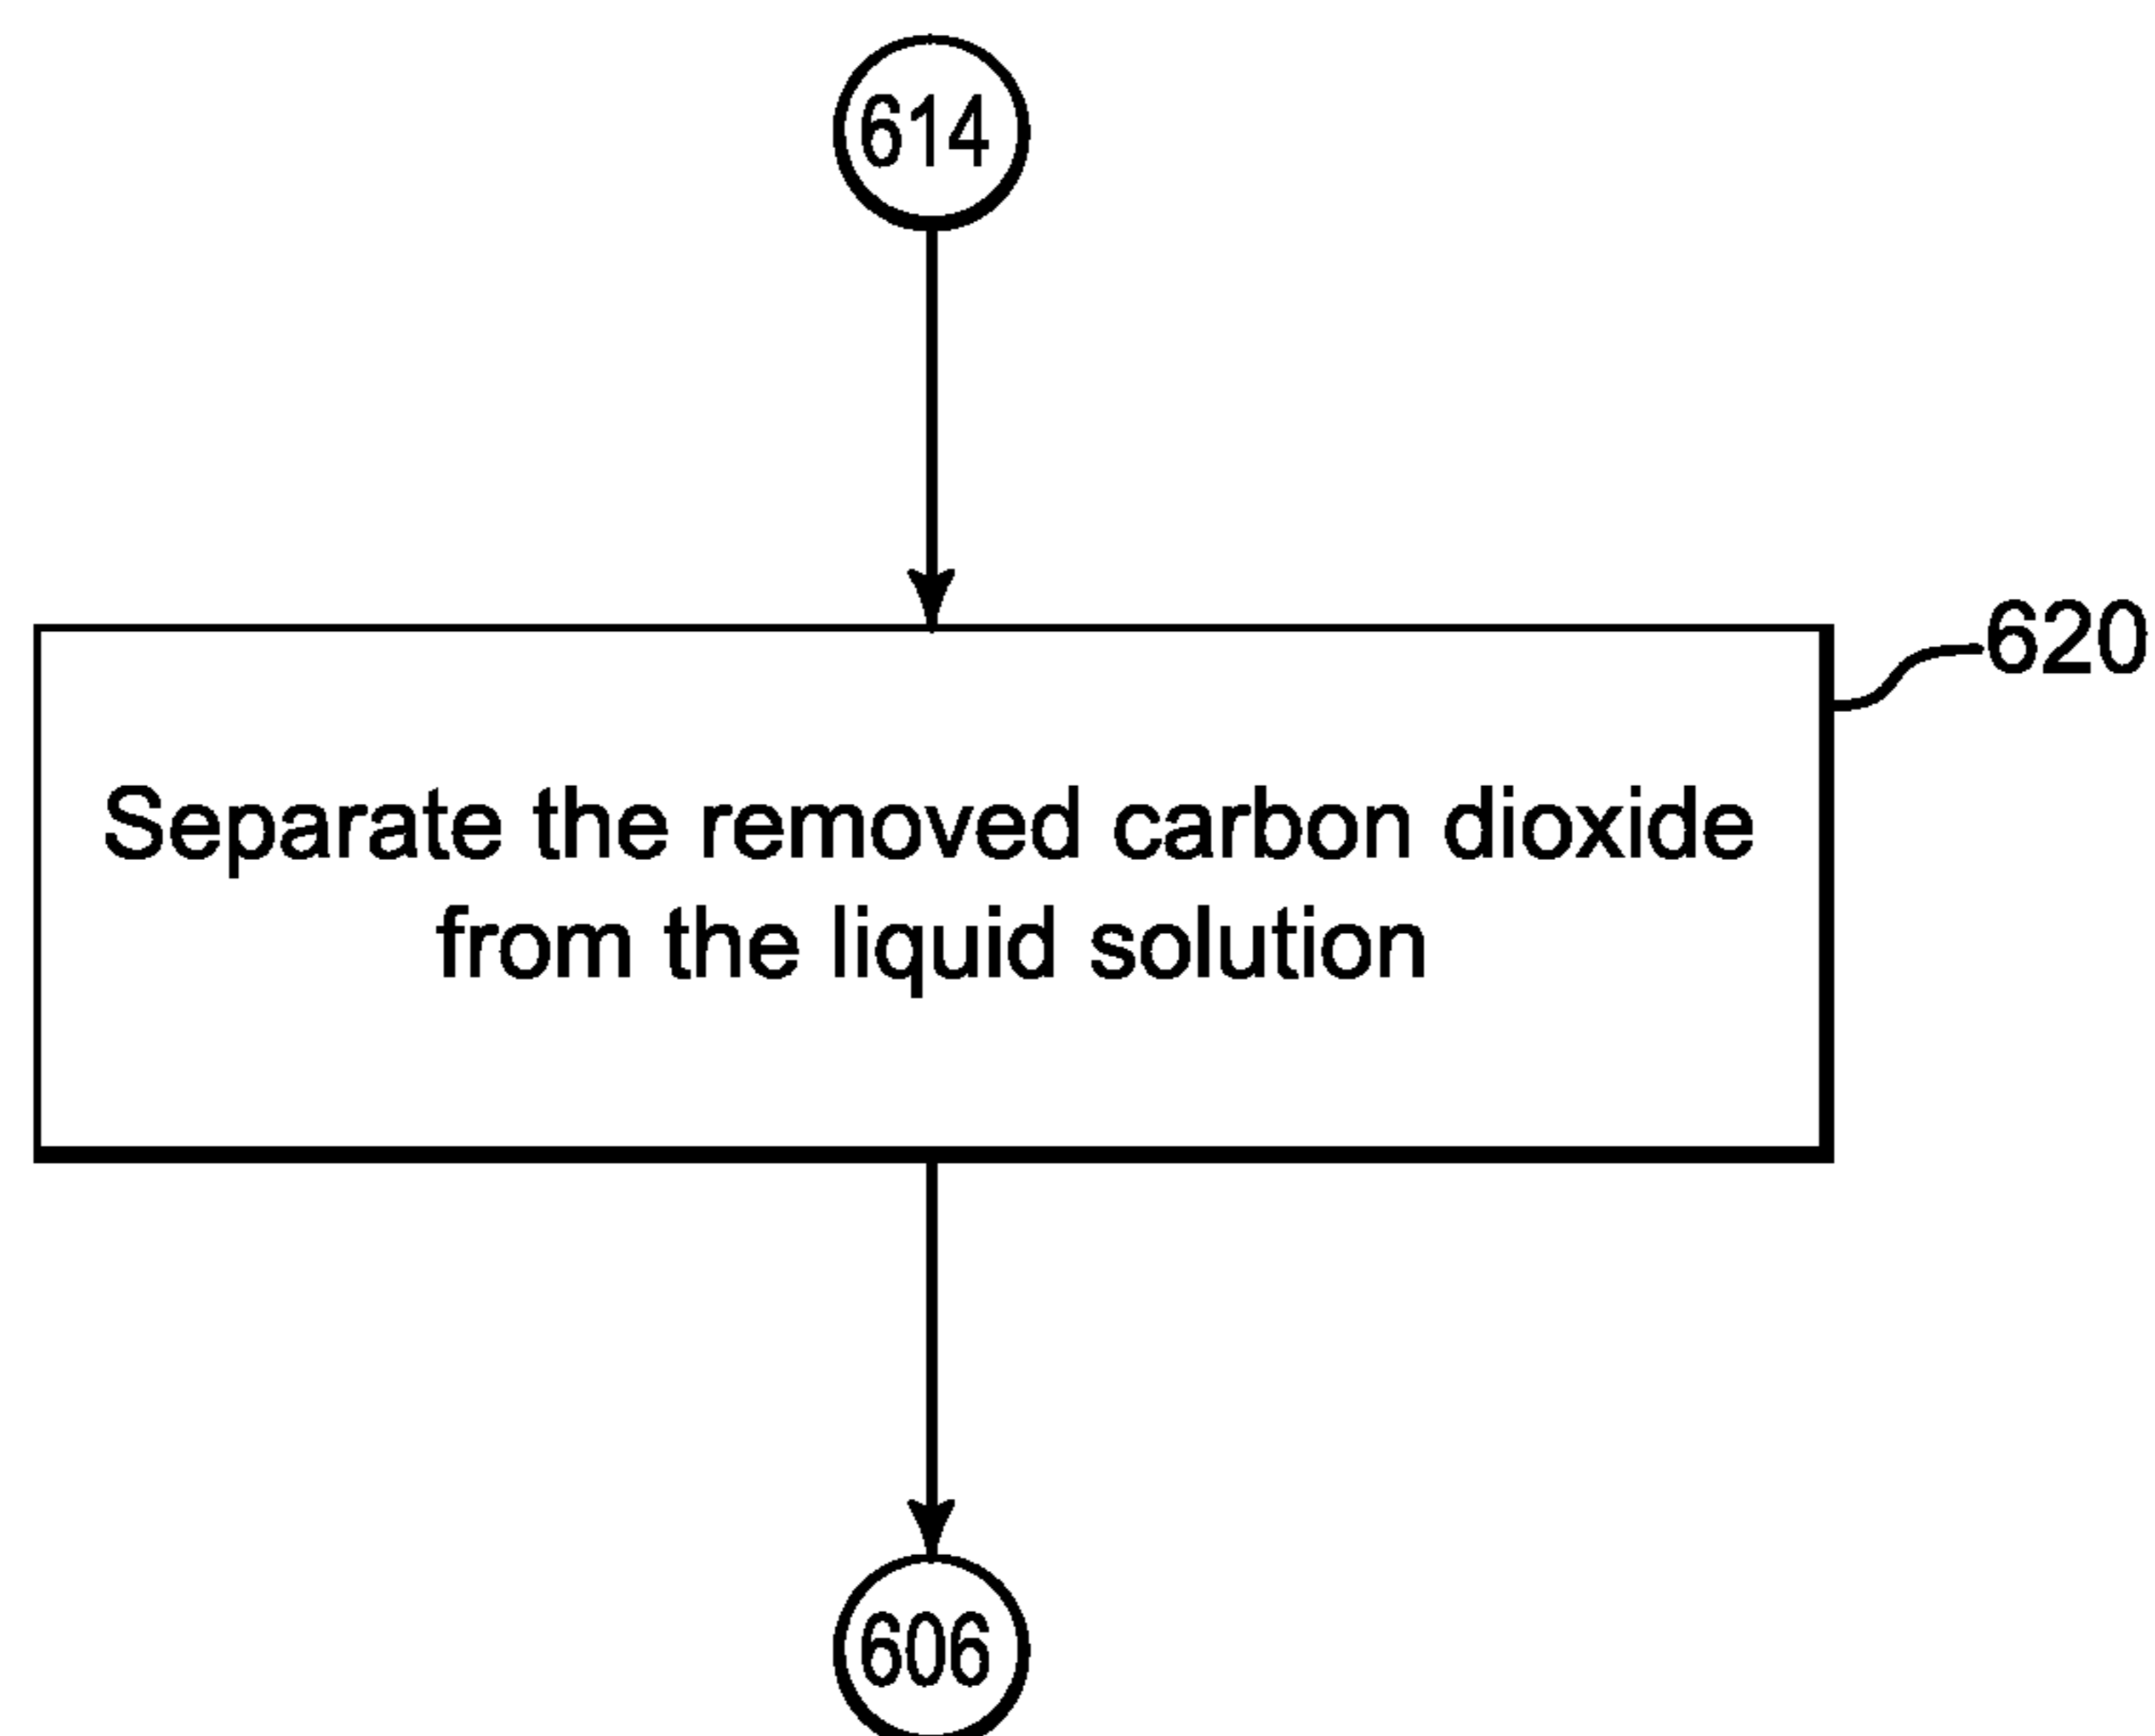 614
620
Separate the removed carbon dioxide
from the liquid solution
606